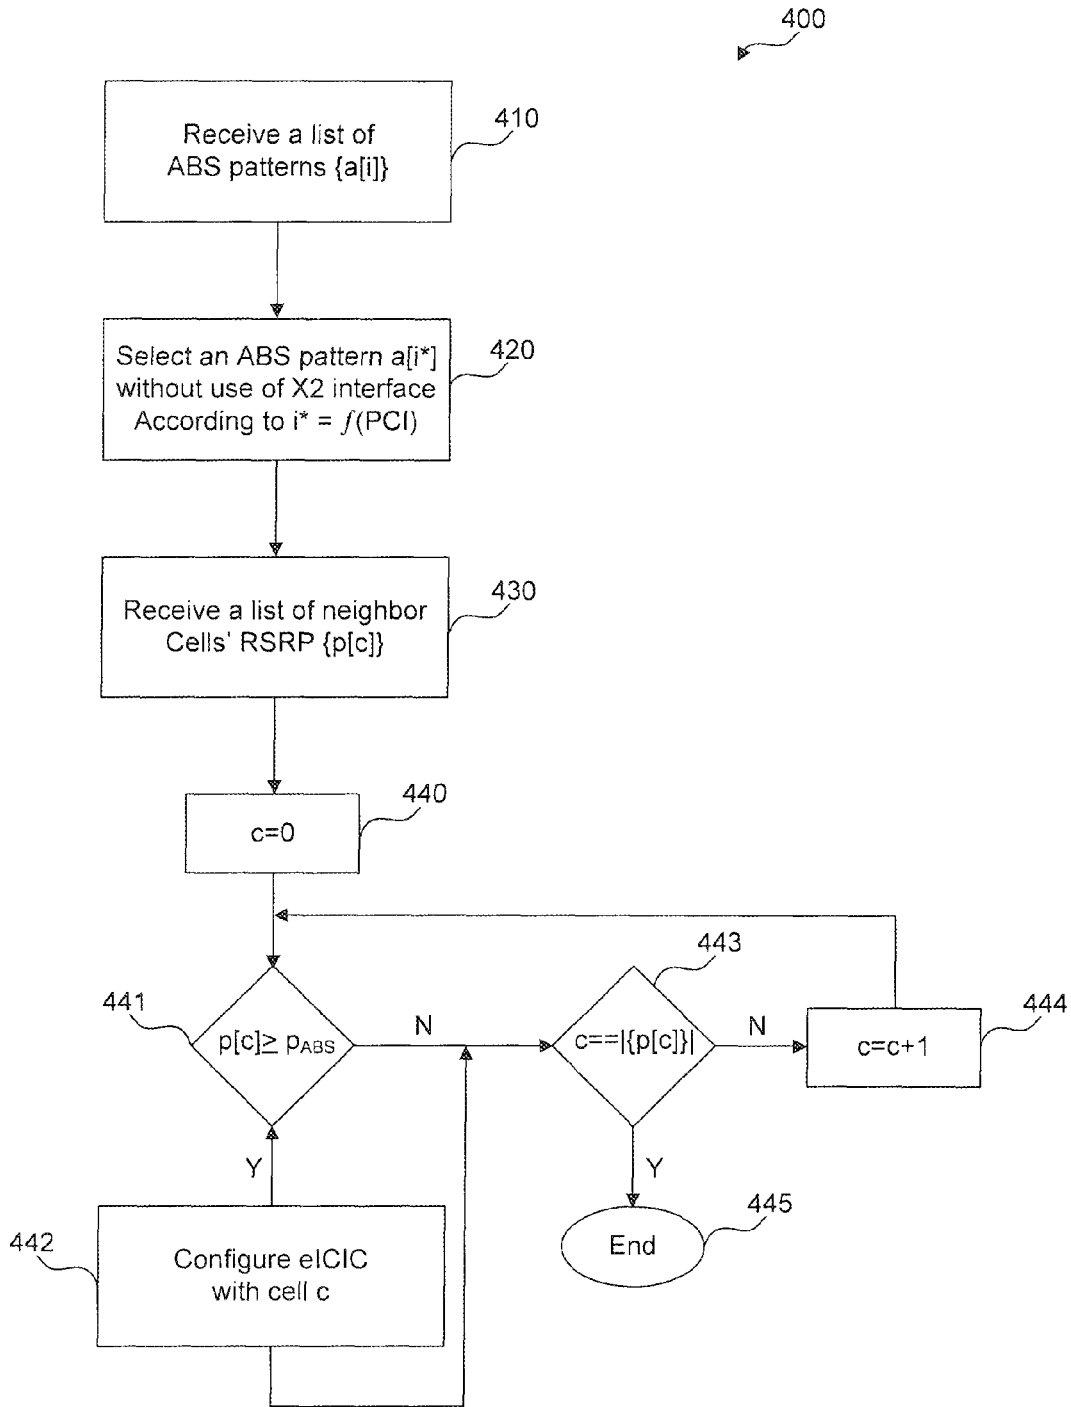 400
410
Receive a list of
ABS patterns {a[i]}
420
Select an ABS pattern a[i*]
without use of X2 interface
According to i* = f(PCI)
430
Receive a list of neighbor
Cells' RSRP {p[c]}
440
c=0
443
441
444
p[c]≥ pABS
N
c==|{p[c]}|
N
c=c+1
Y
Y
445
442
End
Configure eICIC
with cell c